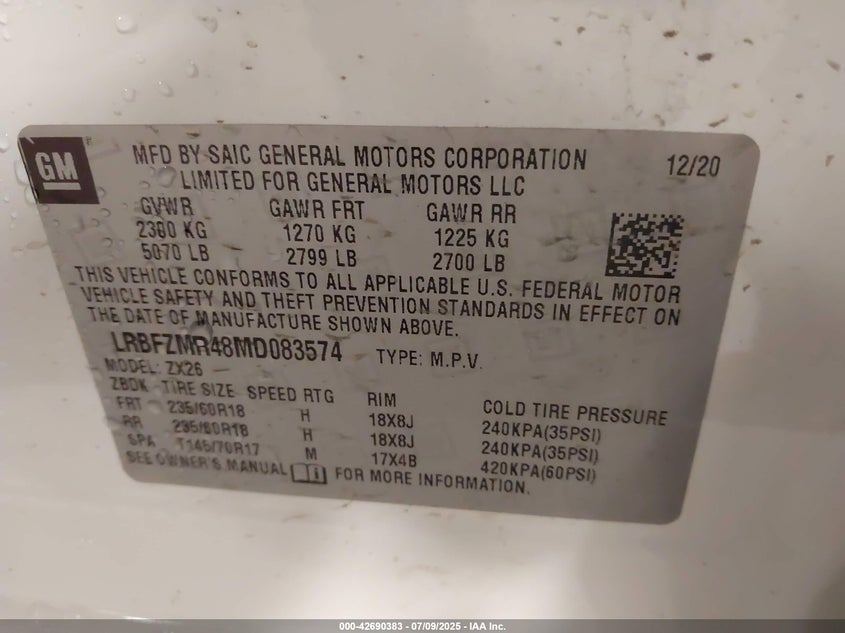 GM
MFD BY SAIC GENERAL MOTORS CORPORATION 12/20
LIMITED FOR GENERAL MOTORS LLC
GVWR GAWR FRT GAWR RR
2300 KG 1270 KG 1225 KG
5070 LB 2799 LB 2700 LB
THIS VEHICLE CONFORMS TO ALL APPLICABLE U.S. FEDERAL MOTOR
VEHICLE SAFETY AND THEFT PREVENTION STANDARDS IN EFFECT ON
THE DATE OF MANUFACTURE SHOWN ABOVE.
LRBFZMR48MD083574 TYPE: M.P.V.
MODEL: ZX26
ZBDK TIRE SIZE SPEED RTG RIM COLD TIRE PRESSURE
FRT 235/60R18 H 18X8J 240KPA(35PSI)
RR 235/60R18 H 18X8J 240KPA(35PSI)
SPA T145/70R17 M 17X4B 420KPA(60PSI)
SEE OWNER'S MANUAL FOR MORE INFORMATION.
000-42690383 / 07/09/2025 - IAA Inc.